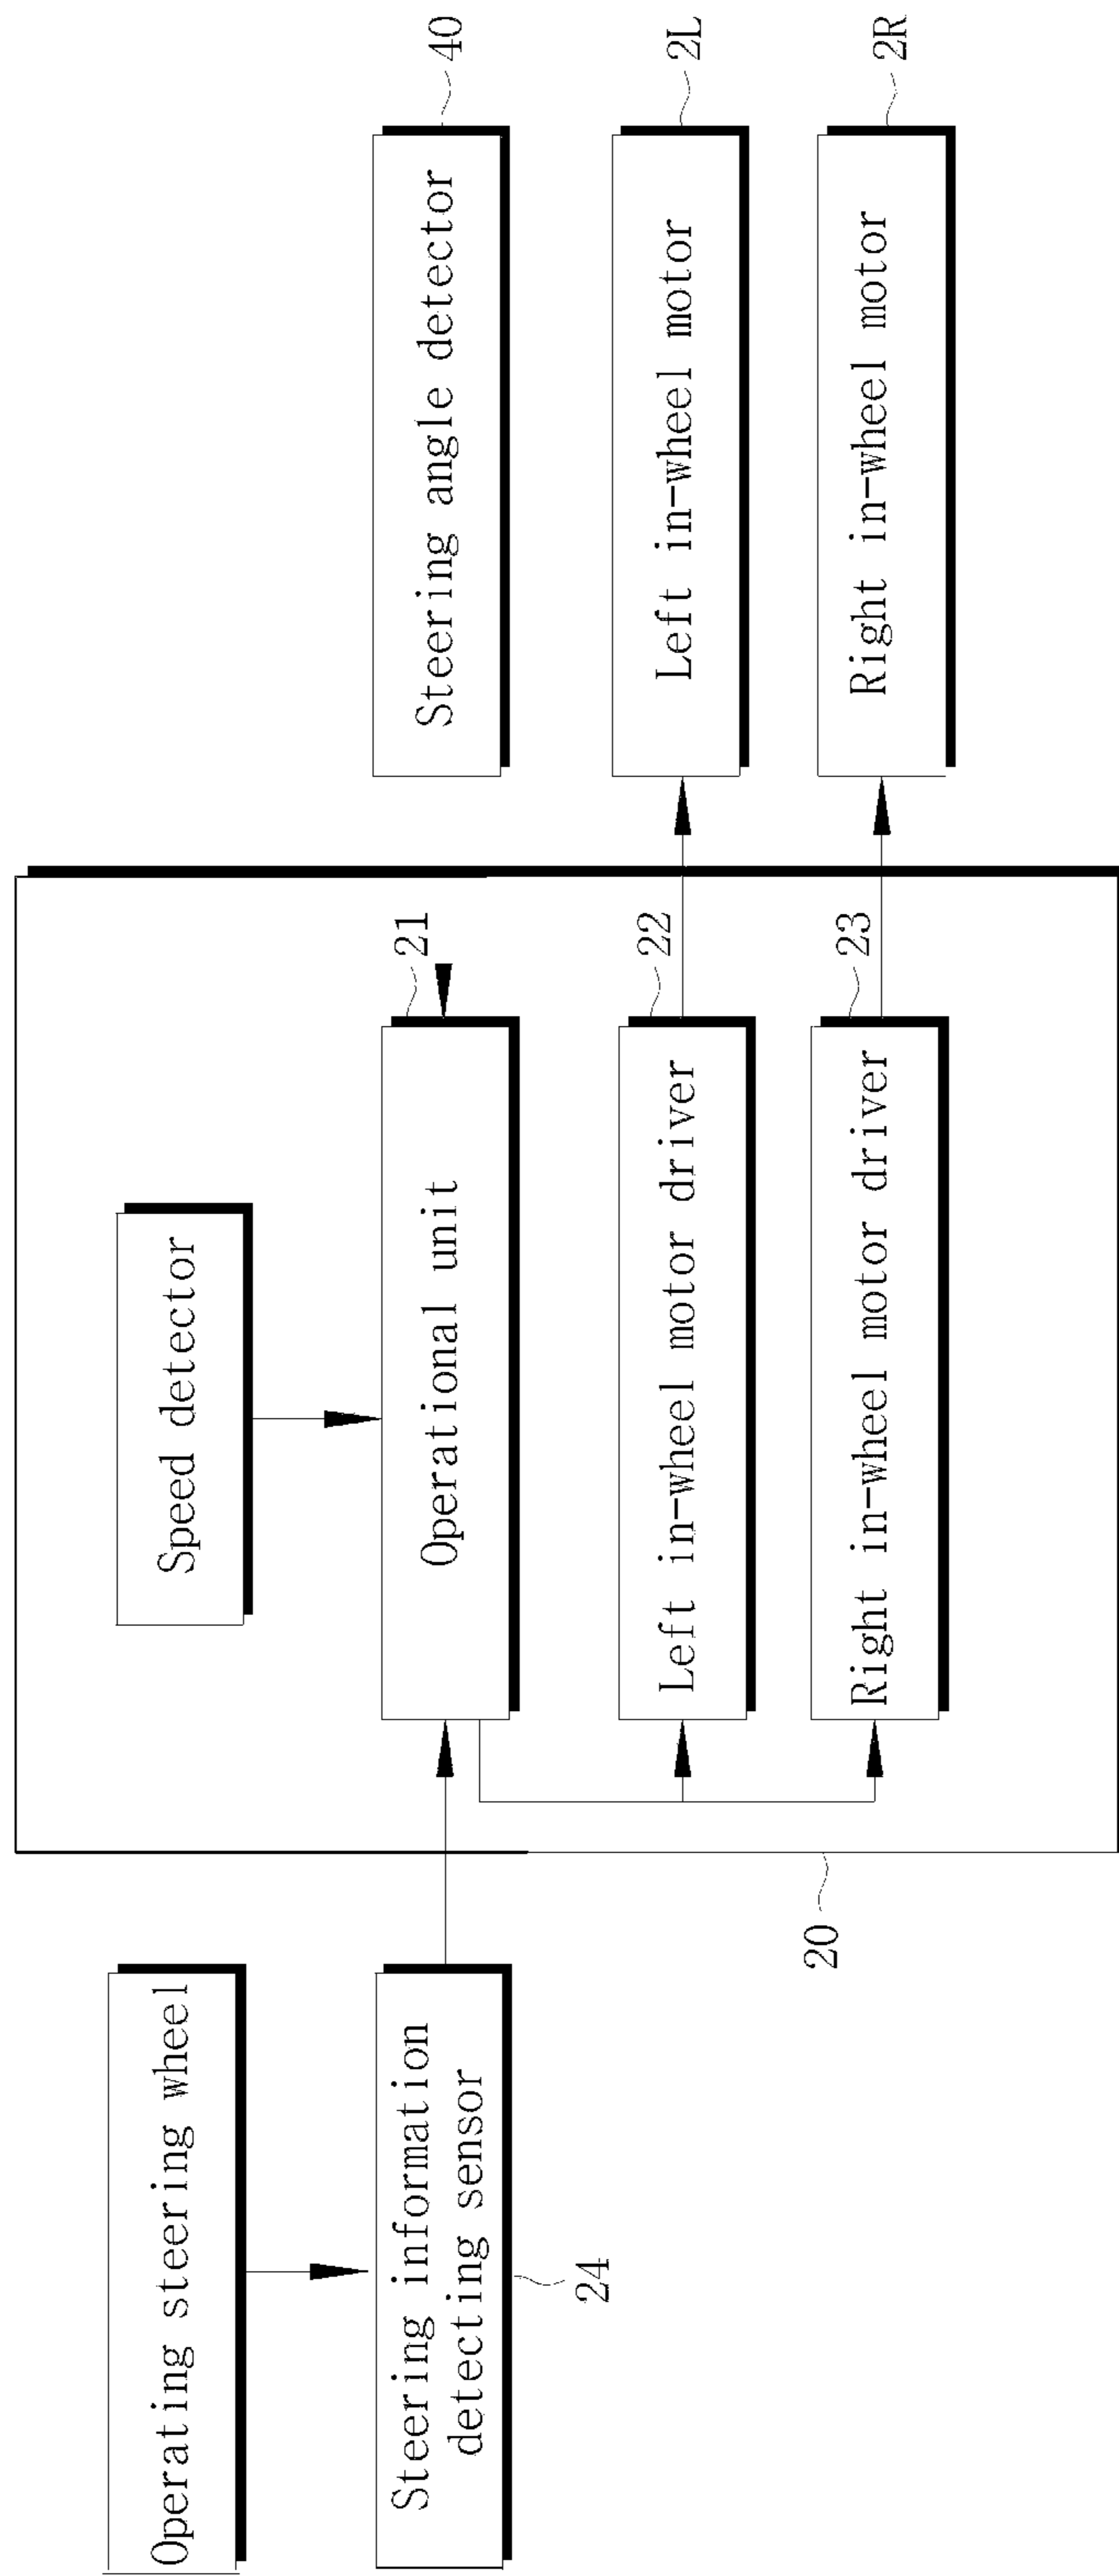 Operating steering wheel
Steering information
detecting sensor
24
20
Speed detector
Operational unit
21
Left in-wheel motor driver
22
Right in-wheel motor driver
23
Steering angle detector
40
Left in-wheel motor
2L
Right in-wheel motor
2R